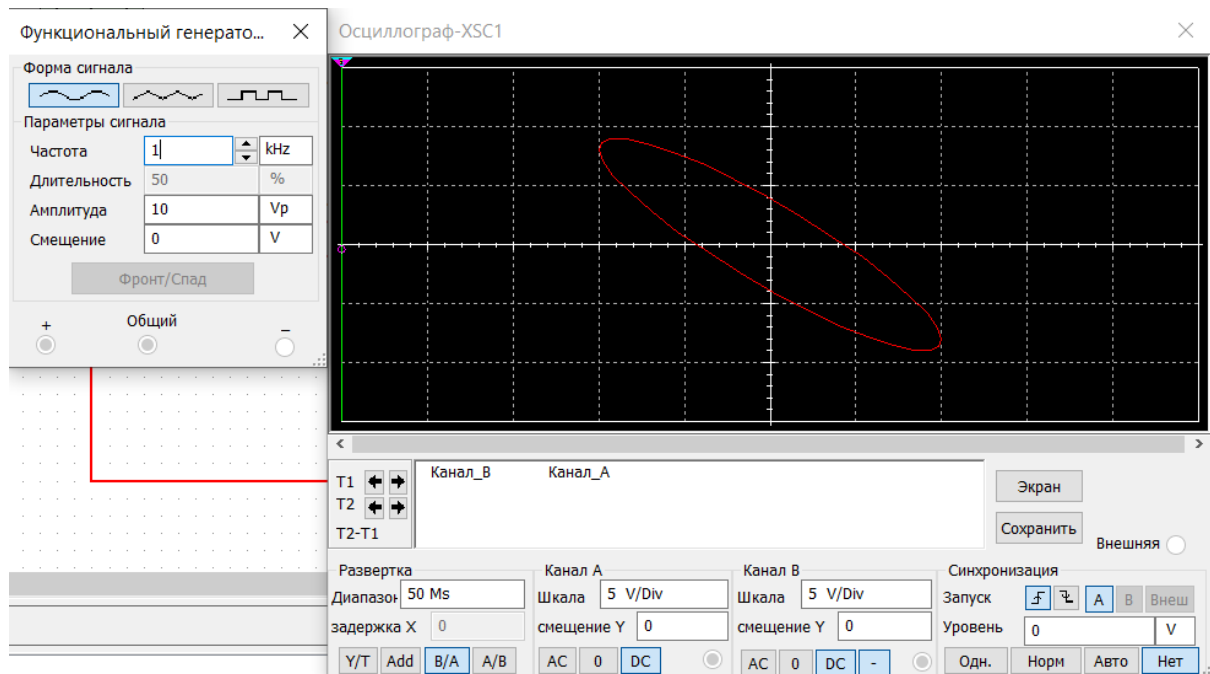 Функциональный генерато...
Форма сигнала
Параметры сигнала
Частота 1 kHz
Длительность 50 %
Амплитуда 10 Vp
Смещение 0 V
Фронт/Спад
+ Общий –
Осциллограф-XSC1
T1
T2
T2-T1
Канал_B Канал_A
Экран
Сохранить
Внешняя
Развертка
Диапазон 50 Ms
задержка X 0
Y/T Add B/A A/B
Канал A
Шкала 5 V/Div
смещение Y 0
AC 0 DC
Канал B
Шкала 5 V/Div
смещение Y 0
AC 0 DC -
Синхронизация
Запуск A B Внеш
Уровень 0 V
Одн. Норм Авто Нет